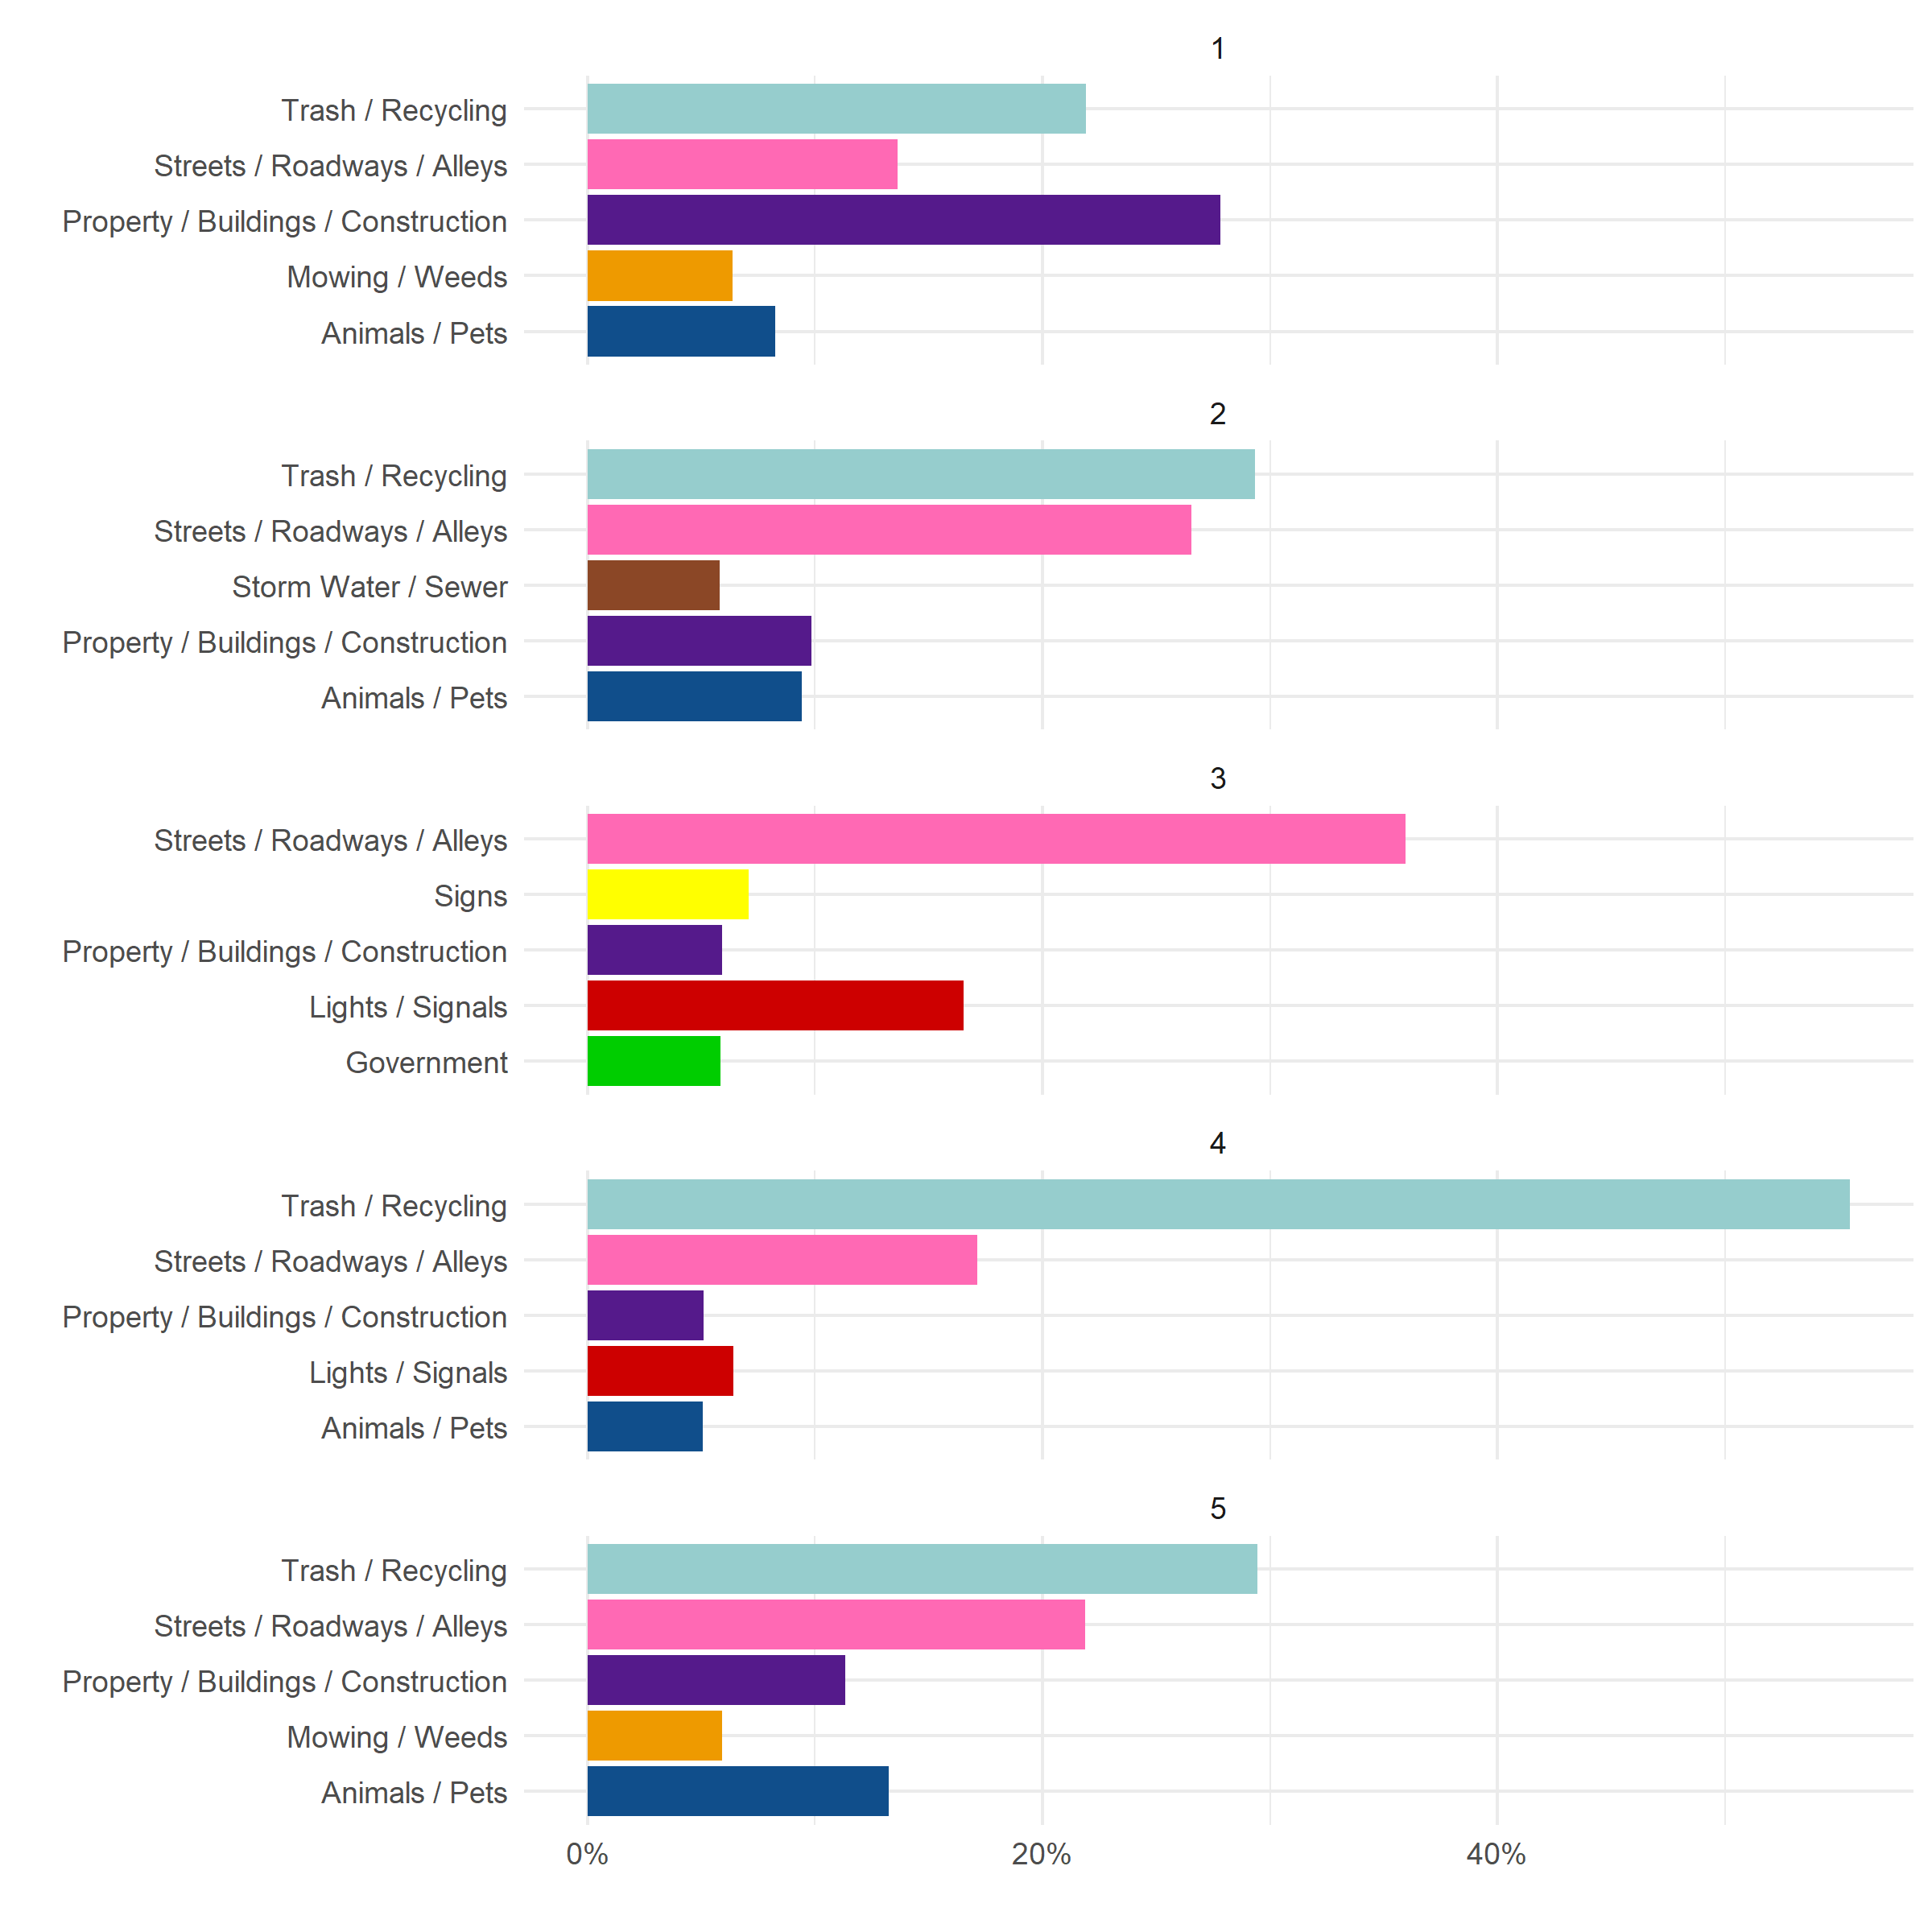 1
Trash / Recycling
Streets / Roadways / Alleys
Property / Buildings / Construction
Mowing / Weeds
Animals / Pets
2
Trash / Recycling
Streets / Roadways / Alleys
Storm Water / Sewer
Property / Buildings / Construction
Animals / Pets
3
Streets / Roadways / Alleys
Signs
Property / Buildings / Construction
Lights / Signals
Government
4
Trash / Recycling
Streets / Roadways / Alleys
Property / Buildings / Construction
Lights / Signals
Animals / Pets
5
Trash / Recycling
Streets / Roadways / Alleys
Property / Buildings / Construction
Mowing / Weeds
Animals / Pets
0% 20% 40%